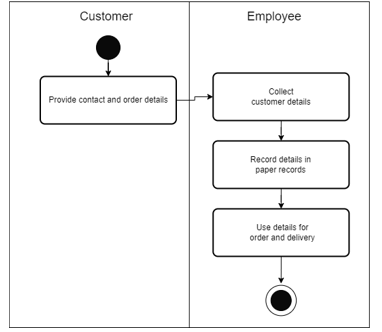 Customer
Employee
Provide contact and order details
Collect
customer details
Record details in
paper records
Use details for
order and delivery